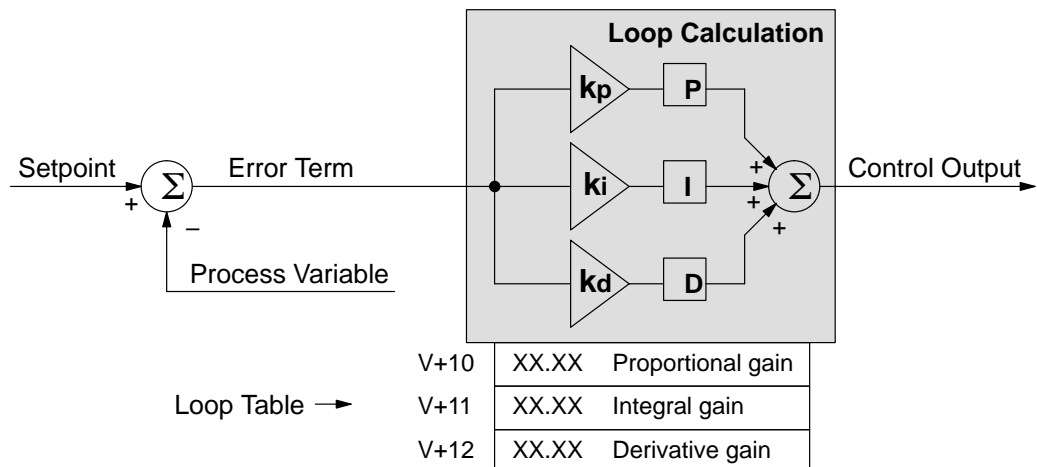 Loop Calculation
kp P
Setpoint Error Term Control Output
+ Σ ki I + + + Σ
−
Process Variable
kd D
V+10 XX.XX Proportional gain
Loop Table V+11 XX.XX Integral gain
V+12 XX.XX Derivative gain